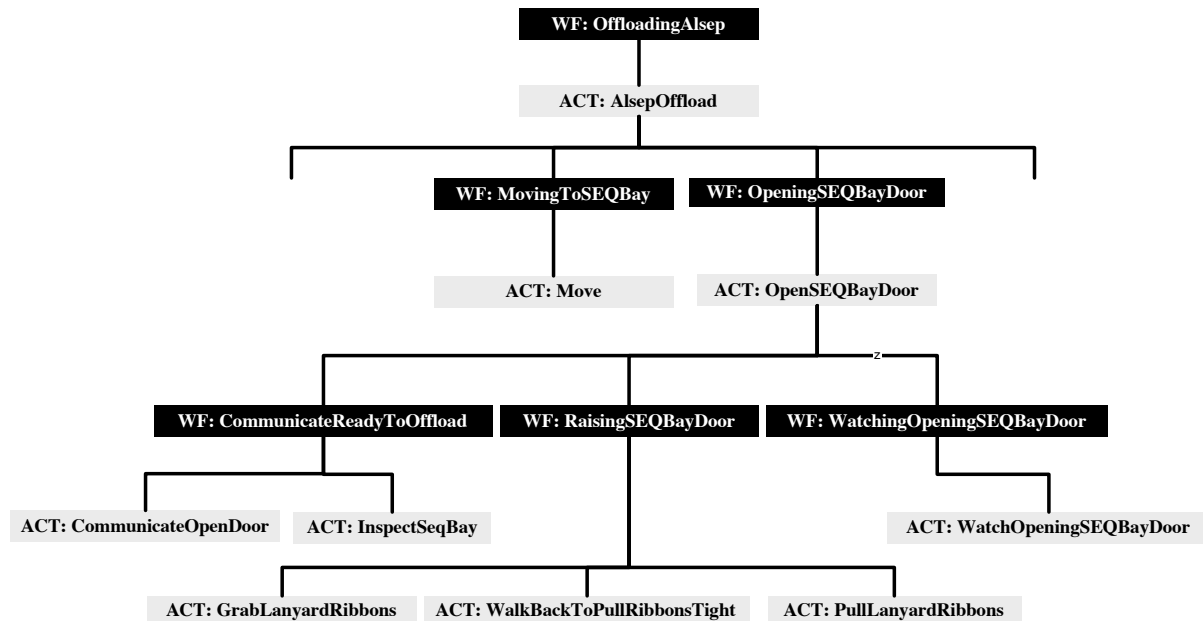 WF: OffloadingAlsep
ACT: AlsepOffload
WF: MovingToSEQBay
WF: OpeningSEQBayDoor
ACT: Move
ACT: OpenSEQBayDoor
z
WF: CommunicateReadyToOffload
WF: RaisingSEQBayDoor
WF: WatchingOpeningSEQBayDoor
ACT: CommunicateOpenDoor
ACT: InspectSeqBay
ACT: WatchOpeningSEQBayDoor
ACT: GrabLanyardRibbons
ACT: WalkBackToPullRibbonsTight
ACT: PullLanyardRibbons